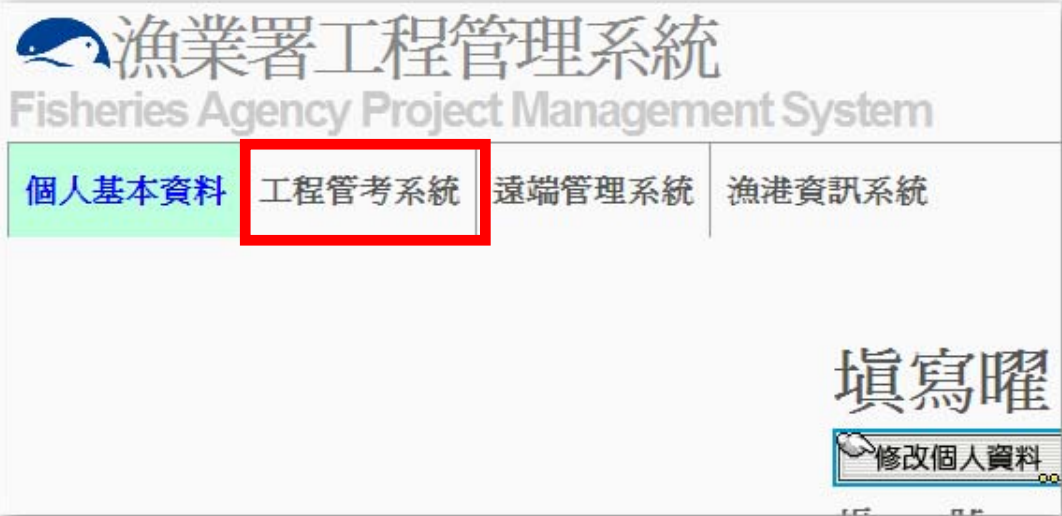 漁業署工程管理系統
Fisheries Agency Project Management System
個人基本資料 工程管考系統 遠端管理系統 漁港資訊系統
填寫曜
修改個人資料